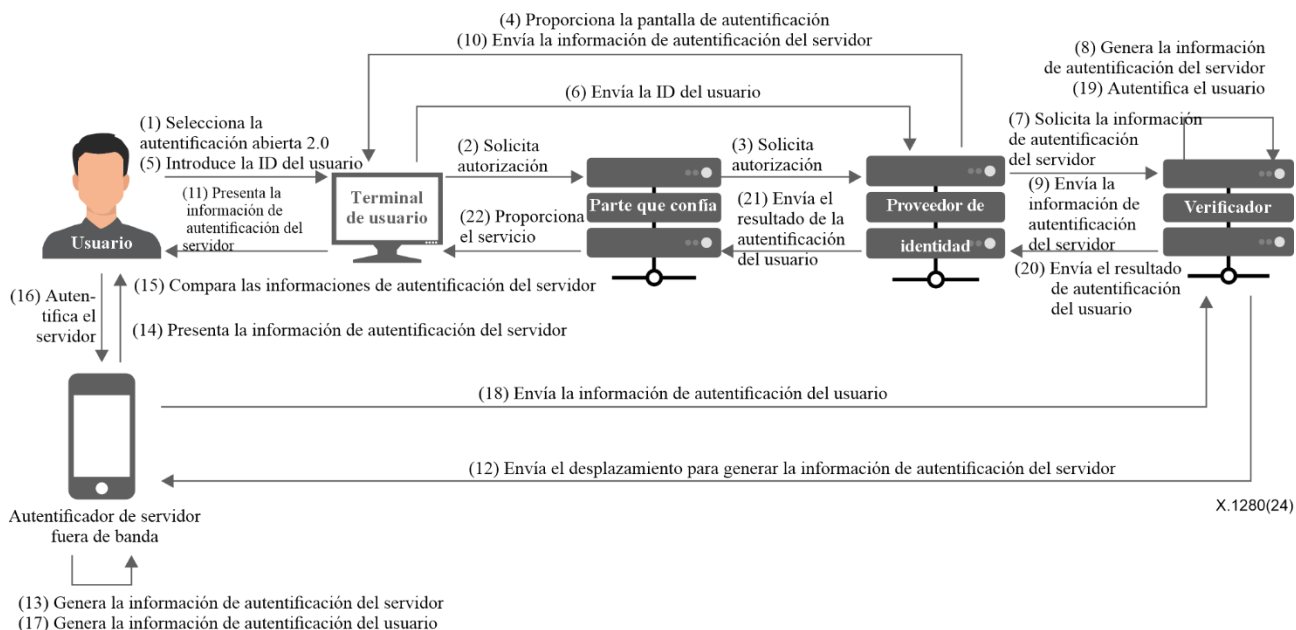 (4) Proporciona la pantalla de autentificación
(10) Envía la información de autentificación del servidor
(8) Genera la información
de autentificación del servidor
(19) Autentifica el usuario
(6) Envía la ID del usuario
(1) Selecciona la
autentificación abierta 2.0
(5) Introduce la ID del usuario
(2) Solicita
autorización
(3) Solicita
autorización
(7) Solicita la información
de autentificación
del servidor
(11) Presenta la
información de
autentificación del
servidor
Usuario
Terminal
de usuario
(22) Proporciona
el servicio
Parte que confía
(21) Envía el
resultado de la
autentificación
del usuario
Proveedor de
identidad
(9) Envía la
información de
autentificación
del servidor
Verificador
(20) Envía el resultado
de autentificación
del usuario
(15) Compara las informaciones de autentificación del servidor
(16) Auten-
tifica el
servidor
(14) Presenta la información de autentificación del servidor
(18) Envía la información de autentificación del usuario
(12) Envía el desplazamiento para generar la información de autentificación del servidor
X.1280(24)
Autentificador de servidor
fuera de banda
(13) Genera la información de autentificación del servidor
(17) Genera la información de autentificación del usuario